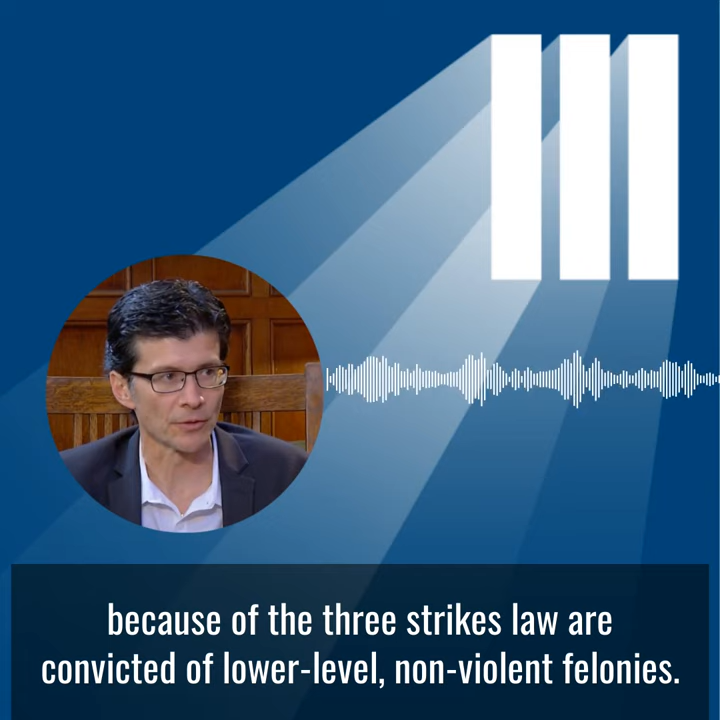 because of the three strikes law are
convicted of lower-level, non-violent felonies.